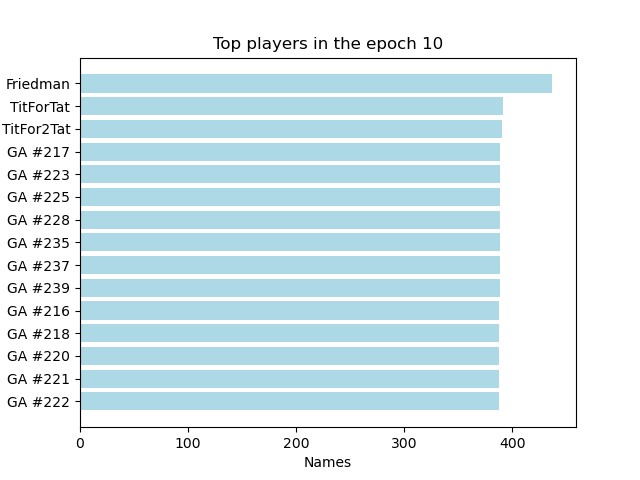 Top players in the epoch 10
Friedman
TitForTat
TitFor2Tat
GA #217
GA #223
GA #225
GA #228
GA #235
GA #237
GA #239
GA #216
GA #218
GA #220
GA #221
GA #222
0 100 200 300 400
Names